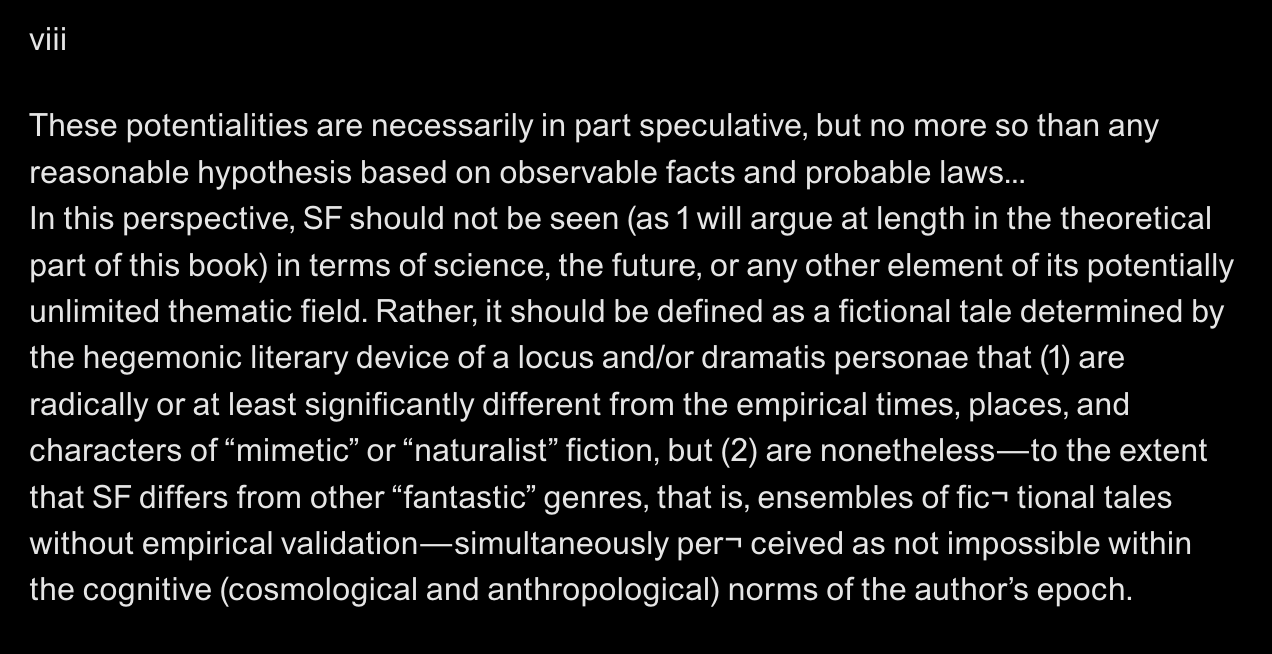 viii
These potentialities are necessarily in part speculative, but no more so than any
reasonable hypothesis based on observable facts and probable laws...
In this perspective, SF should not be seen (as 1 will argue at length in the theoretical
part of this book) in terms of science, the future, or any other element of its potentially
unlimited thematic field. Rather, it should be defined as a fictional tale determined by
the hegemonic literary device of a locus and/or dramatis personae that (1) are
radically or at least significantly different from the empirical times, places, and
characters of “mimetic” or “naturalist” fiction, but (2) are nonetheless—to the extent
that SF differs from other “fantastic” genres, that is, ensembles of fic¬ tional tales
without empirical validation—simultaneously per¬ ceived as not impossible within
the cognitive (cosmological and anthropological) norms of the author’s epoch.